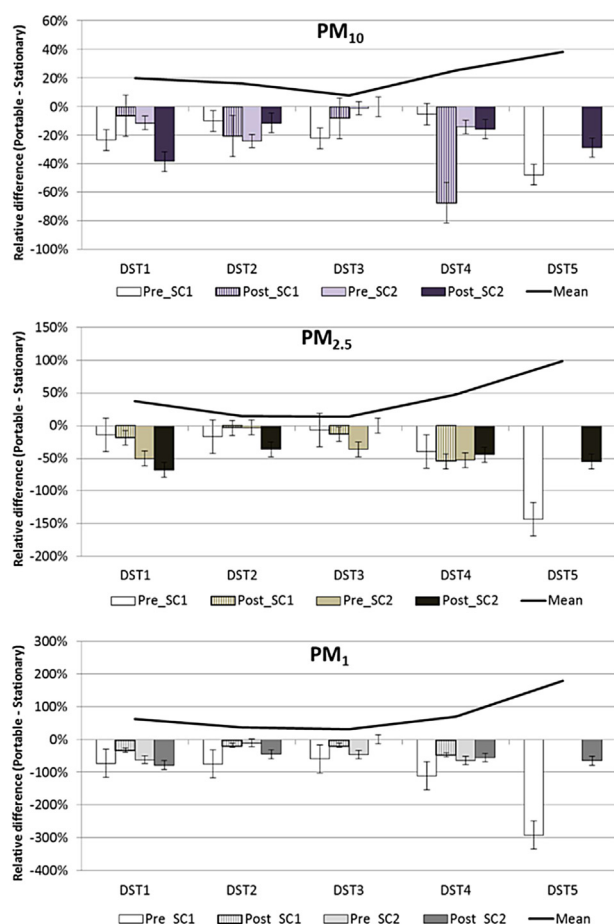 PM10
Relative difference (Portable - Stationary)
60%
40%
20%
0%
-20%
-40%
-60%
-80%
-100%
DST1 DST2 DST3 DST4 DST5
Pre_SC1 Post_SC1 Pre_SC2 Post_SC2 Mean
PM2.5
Relative difference (Portable - Stationary)
150%
100%
50%
0%
-50%
-100%
-150%
-200%
DST1 DST2 DST3 DST4 DST5
Pre_SC1 Post_SC1 Pre_SC2 Post_SC2 Mean
PM1
Relative difference (Portable - Stationary)
300%
200%
100%
0%
-100%
-200%
-300%
-400%
DST1 DST2 DST3 DST4 DST5
Pre_SC1 Post_SC1 Pre_SC2 Post_SC2 Mean